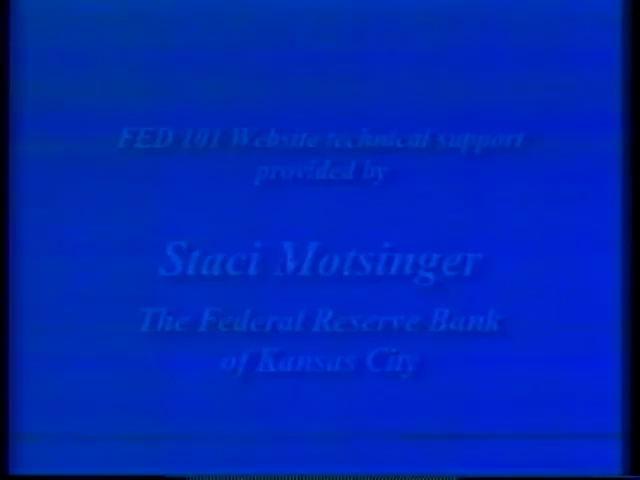 FED 101 Website technical support
provided by
Staci Motsinger
The Federal Reserve Bank
of Kansas City